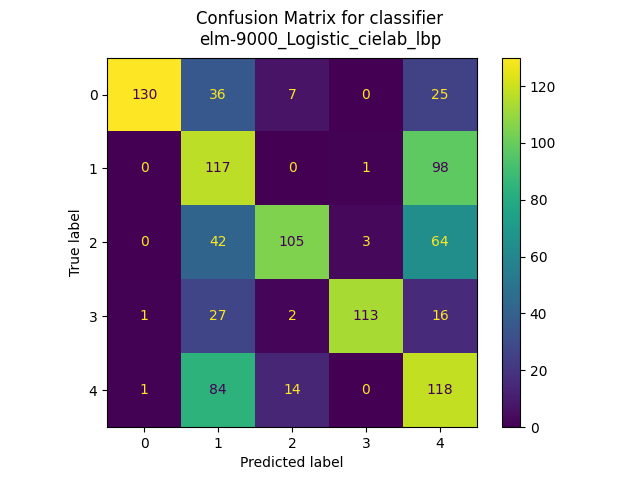 Confusion Matrix for classifier
elm-9000_Logistic_cielab_lbp
True label
0 130 36 7 0 25
1 0 117 0 1 98
2 0 42 105 3 64
3 1 27 2 113 16
4 1 84 14 0 118
0 1 2 3 4
Predicted label
120
100
80
60
40
20
0